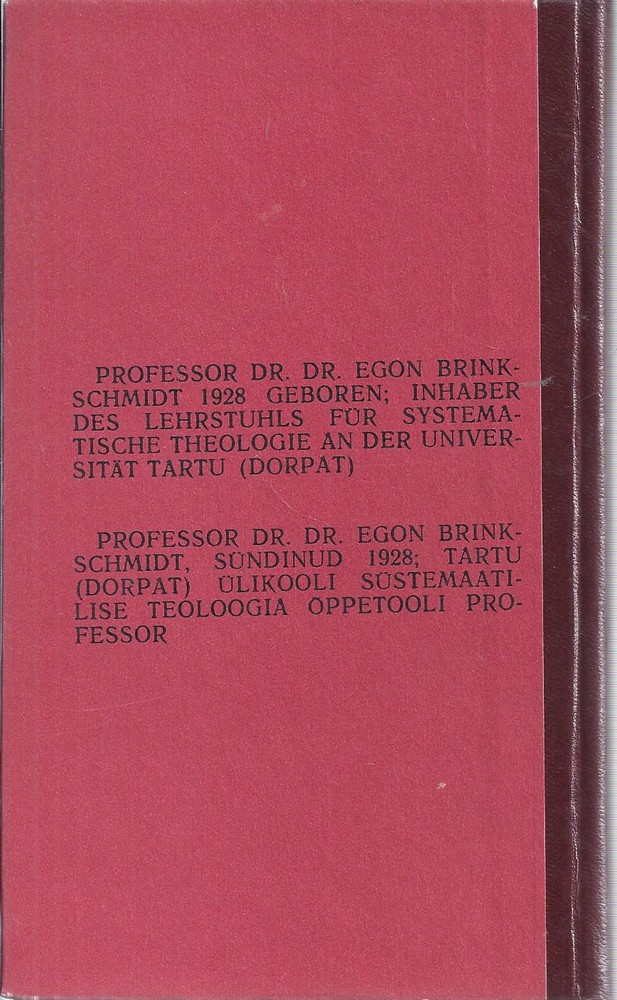 PROFESSOR DR. DR. EGON BRINK-
SCHMIDT 1928 GEBOREN; INHABER
DES LEHRSTUHLS FÜR SYSTEMA-
TISCHE THEOLOGIE AN DER UNIVER-
SITÄT TARTU (DORPAT)
PROFESSOR DR. DR. EGON BRINK-
SCHMIDT, SÜNDINUD 1928; TARTU
(DORPAT) ÜLIKOOLI SÜSTEMAATI-
LISE TEOLOOGIA ÕPPETOOLI PRO-
FESSOR